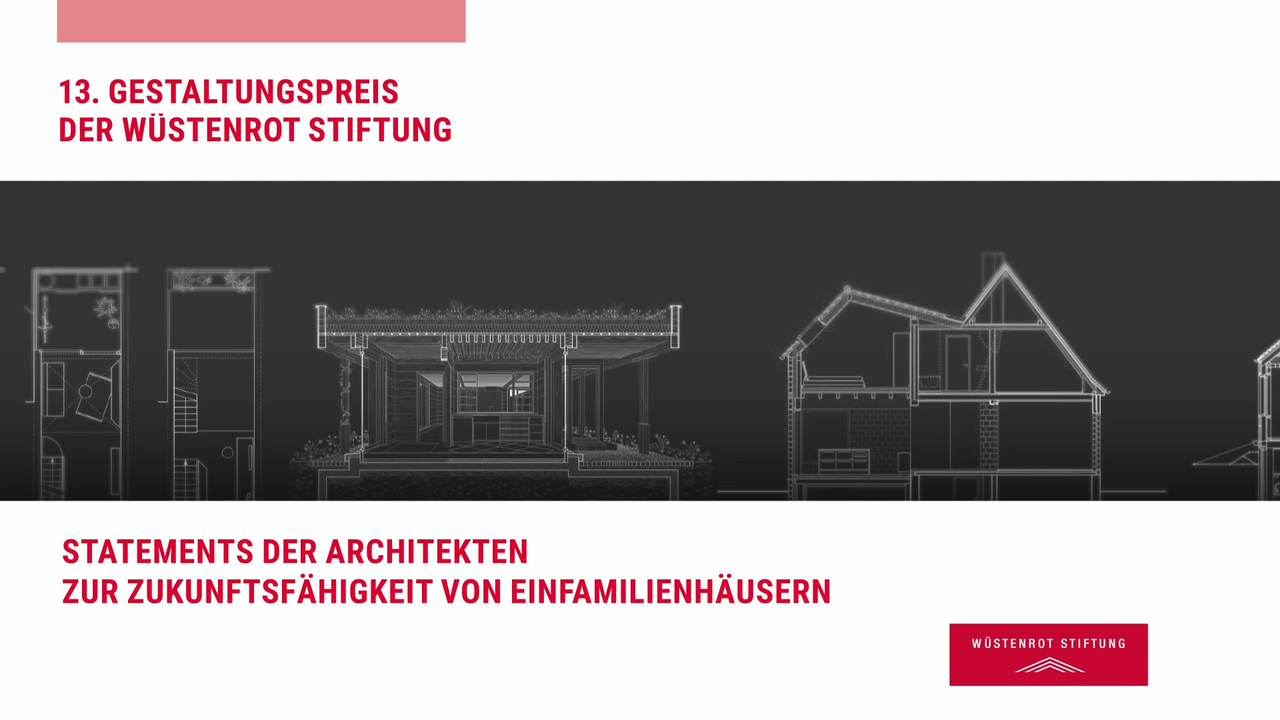 13. GESTALTUNGSPREIS
DER WÜSTENROT STIFTUNG
STATEMENTS DER ARCHITEKTEN
ZUR ZUKUNFTSFÄHIGKEIT VON EINFAMILIENHÄUSERN
WÜSTENROT STIFTUNG